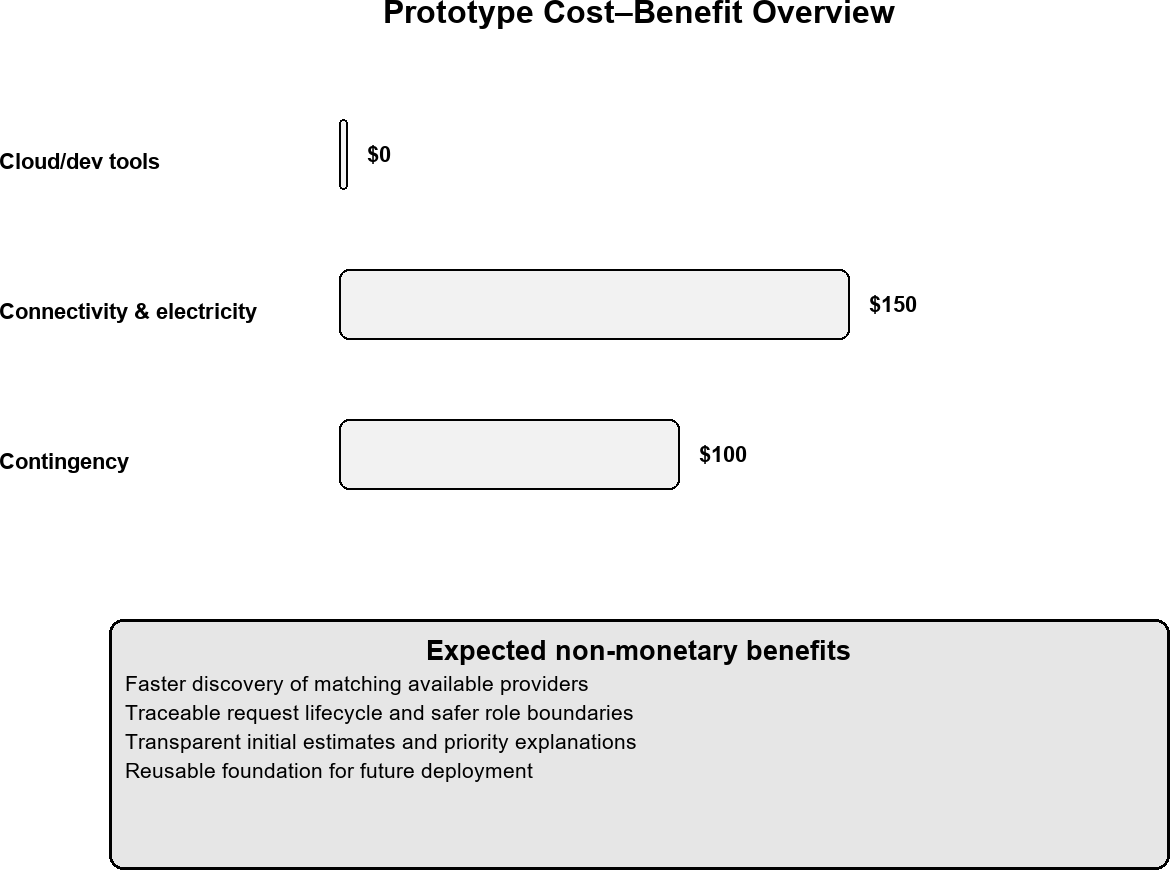 Prototype Cost–Benefit Overview
Cloud/dev tools
$0
Connectivity & electricity
$150
Contingency
$100
Expected non-monetary benefits
Faster discovery of matching available providers
Traceable request lifecycle and safer role boundaries
Transparent initial estimates and priority explanations
Reusable foundation for future deployment